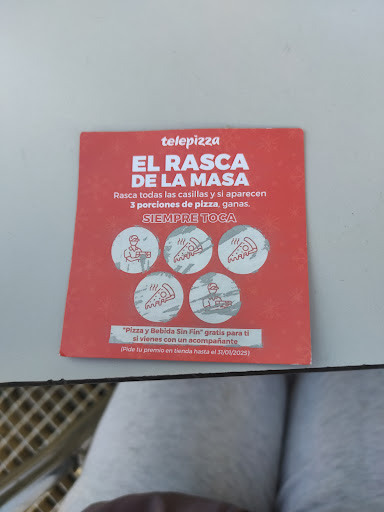 telepizza
EL RASCA
DE LA MASA
Rasca todas las casillas y si aparecen
3 porciones de pizza, ganas.
SIEMPRE TOCA
"Pizza y Bebida Sin Fin" gratis para ti
si vienes con un acompañante
(Pide tu premio en tienda hasta el 31/01/2025)